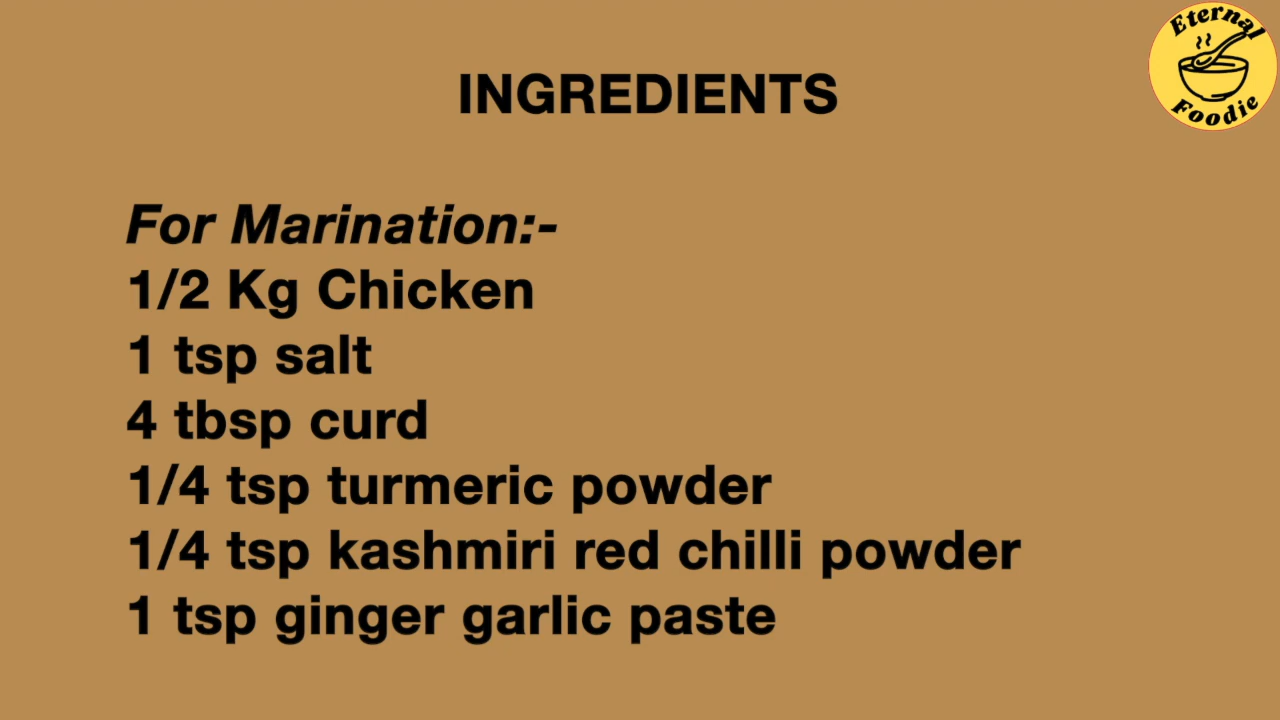 Eternal
Foodie
INGREDIENTS
For Marination:-
1/2 Kg Chicken
1 tsp salt
4 tbsp curd
1/4 tsp turmeric powder
1/4 tsp kashmiri red chilli powder
1 tsp ginger garlic paste